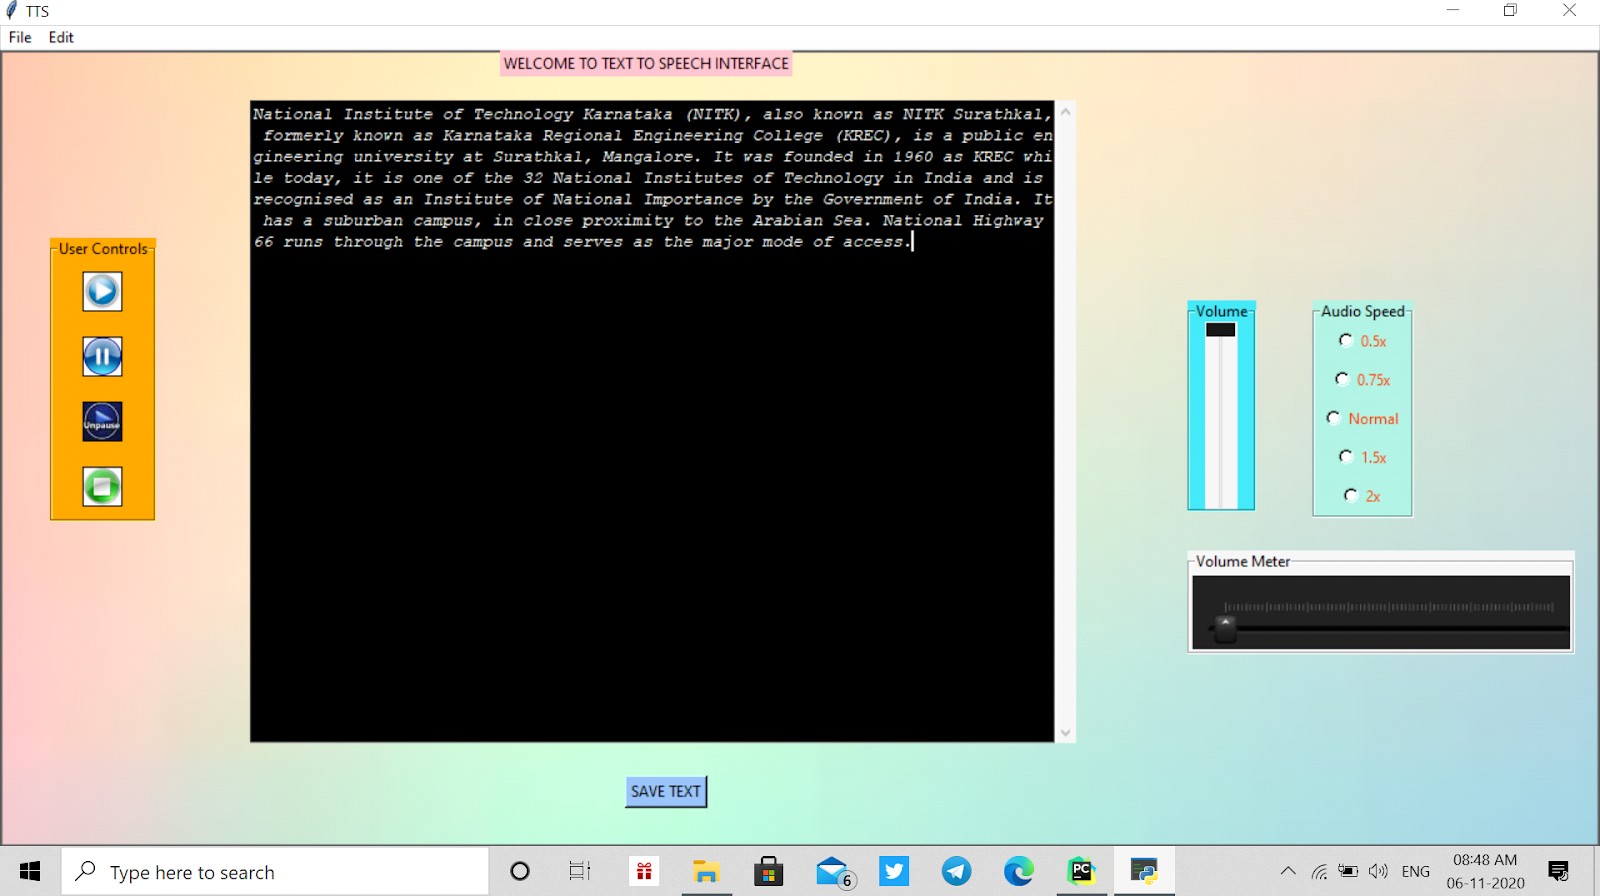 TTS
File Edit
WELCOME TO TEXT TO SPEECH INTERFACE
National Institute of Technology Karnataka (NITK), also known as NITK Surathkal,
formerly known as Karnataka Regional Engineering College (KREC), is a public en
gineering university at Surathkal, Mangalore. It was founded in 1960 as KREC whi
le today, it is one of the 32 National Institutes of Technology in India and is
recognised as an Institute of National Importance by the Government of India. It
has a suburban campus, in close proximity to the Arabian Sea. National Highway
66 runs through the campus and serves as the major mode of access.
User Controls
Unpause
Volume
Audio Speed
0.5x
0.75x
Normal
1.5x
2x
Volume Meter
SAVE TEXT
Type here to search
6
PC
ENG
08:48 AM
06-11-2020